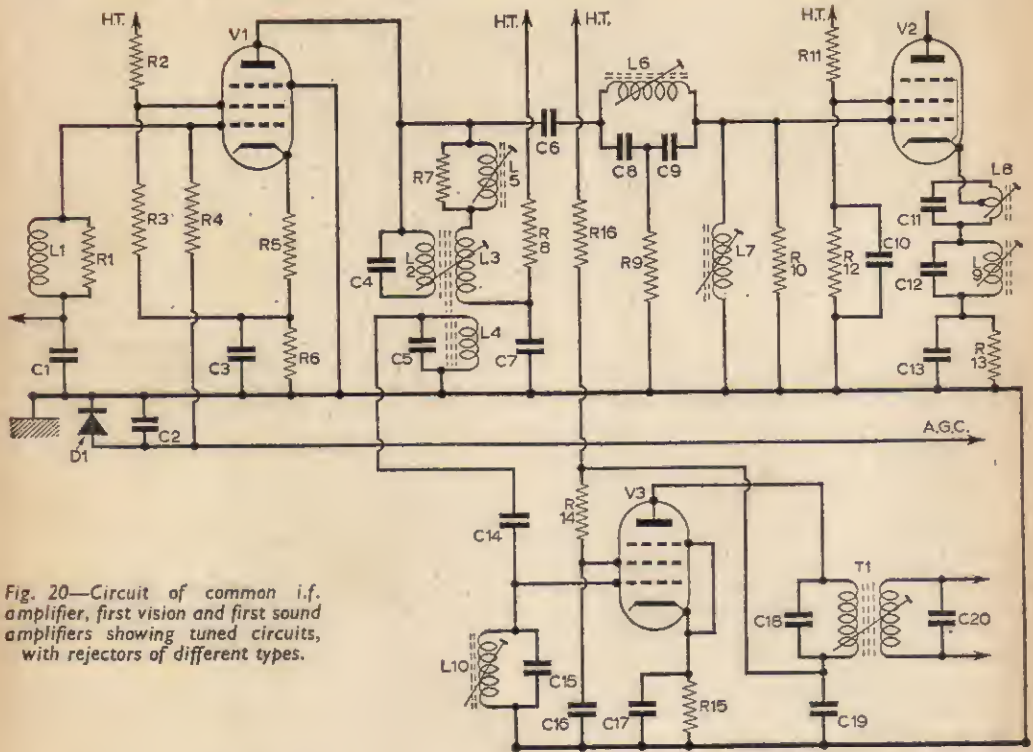 H.T.
R2
V1
H.T.
H.T.
H.T.
R11
V2
L6
C6
C8
C9
R7
L5
R3
R4
R5
L1
R1
C4
L2
L3
R8
R16
R9
L7
R10
R12
C10
C11
L8
C12
L9
C1
C3
R6
C5
L4
C7
C13
R13
D1
C2
A.G.C.
C14
R14
V3
T1
L10
C15
C16
C17
R15
C18
C19
C20
Fig. 20—Circuit of common i.f.
amplifier, first vision and first sound
amplifiers showing tuned circuits,
with rejectors of different types.